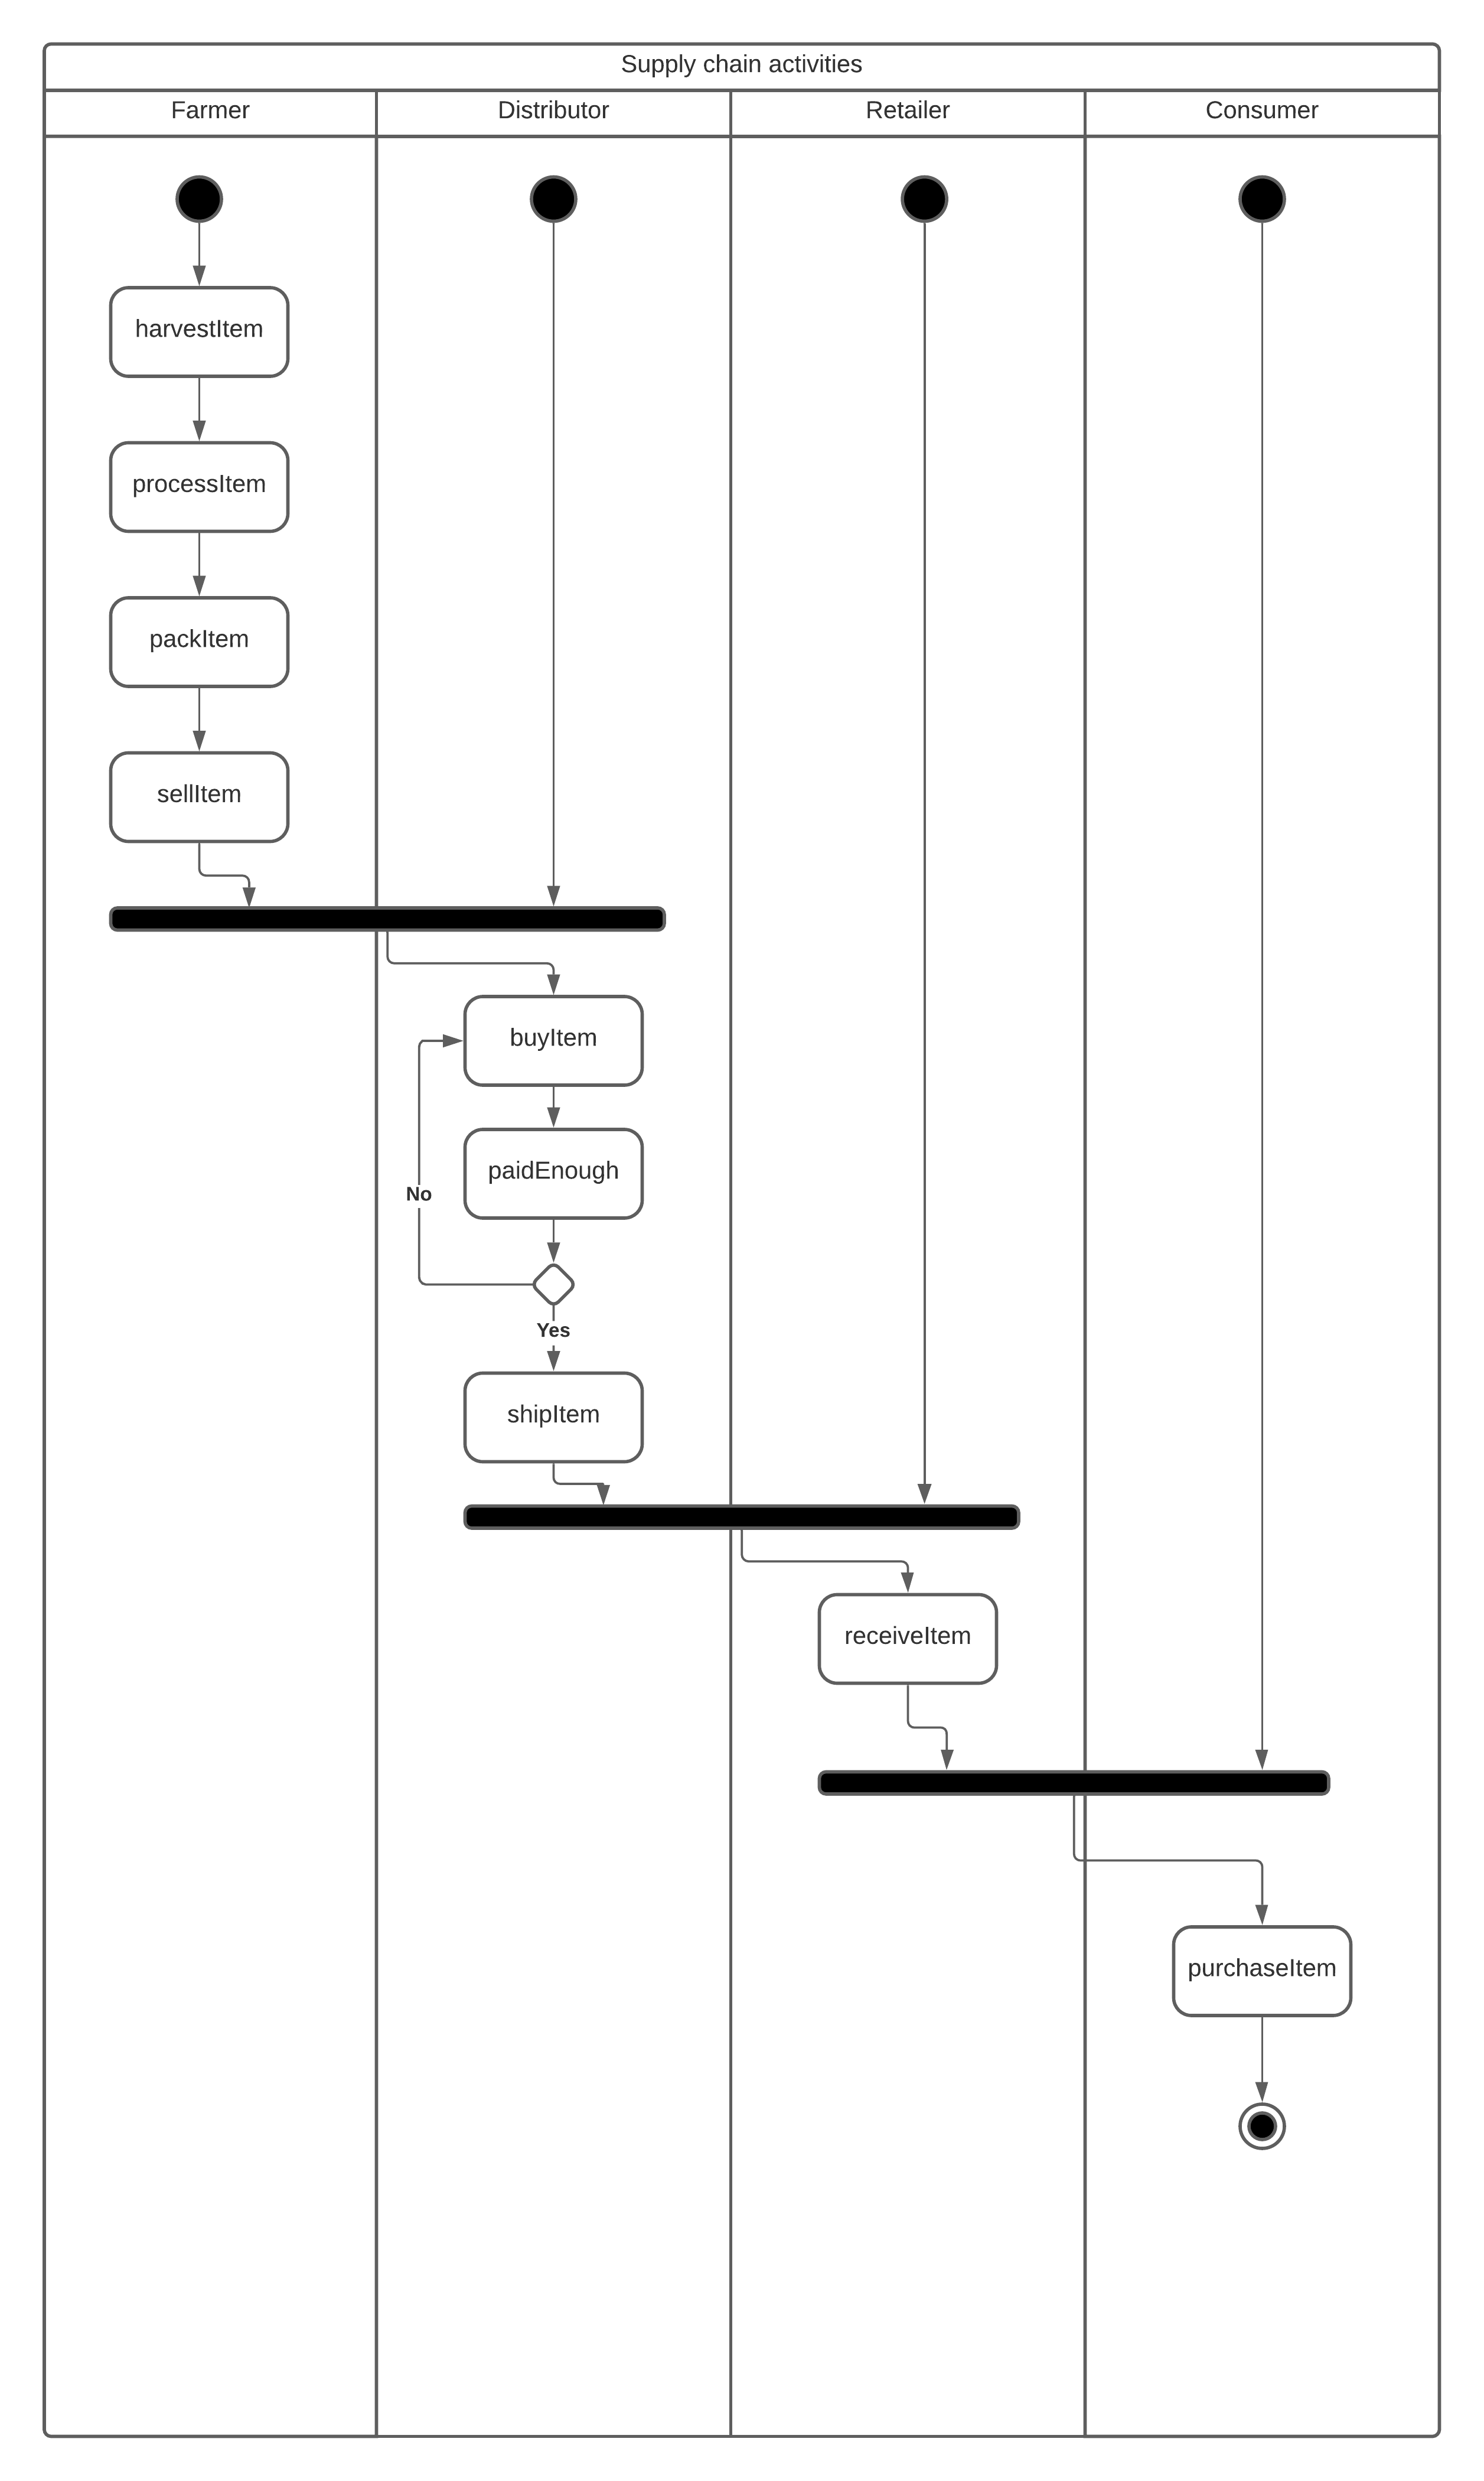 Supply chain activities
Farmer
Distributor
Retailer
Consumer
harvestItem
processItem
packItem
sellItem
buyItem
paidEnough
No
Yes
shipItem
receiveItem
purchaseItem